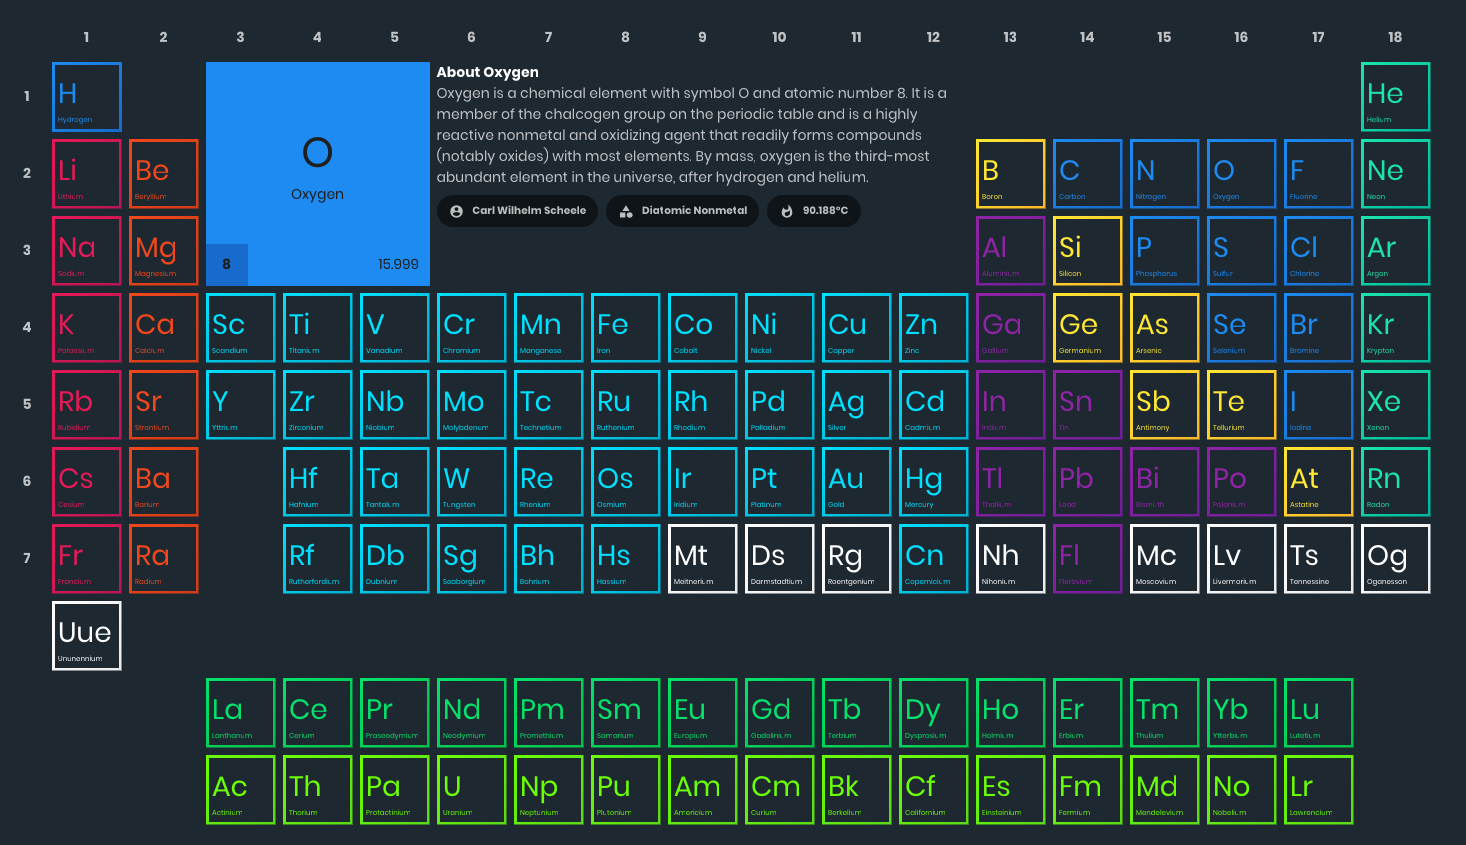 1 2 3 4 5 6 7 8 9 10 11 12 13 14 15 16 17 18
1
H
Hydrogen
O
Oxygen
8
15.999
About Oxygen
Oxygen is a chemical element with symbol O and atomic number 8. It is a
member of the chalcogen group on the periodic table and is a highly
reactive nonmetal and oxidizing agent that readily forms compounds
(notably oxides) with most elements. By mass, oxygen is the third-most
abundant element in the universe, after hydrogen and helium.
Carl Wilhelm Scheele Diatomic Nonmetal 90.188°C
He
Helium
2
Li Be B C N O F Ne
Lithium Beryllium Boron Carbon Nitrogen Oxygen Fluorine Neon
3
Na Mg Al Si P S Cl Ar
Sodium Magnesium Aluminium Silicon Phosphorus Sulfur Chlorine Argon
4
K Ca Sc Ti V Cr Mn Fe Co Ni Cu Zn Ga Ge As Se Br Kr
Potassium Calcium Scandium Titanium Vanadium Chromium Manganese Iron Cobalt Nickel Copper Zinc Gallium Germanium Arsenic Selenium Bromine Krypton
5
Rb Sr Y Zr Nb Mo Tc Ru Rh Pd Ag Cd In Sn Sb Te I Xe
Rubidium Strontium Yttrium Zirconium Niobium Molybdenum Technetium Ruthenium Rhodium Palladium Silver Cadmium Indium Tin Antimony Tellurium Iodine Xenon
6
Cs Ba Hf Ta W Re Os Ir Pt Au Hg Tl Pb Bi Po At Rn
Cesium Barium Hafnium Tantalum Tungsten Rhenium Osmium Iridium Platinum Gold Mercury Thallium Lead Bismuth Polonium Astatine Radon
7
Fr Ra Rf Db Sg Bh Hs Mt Ds Rg Cn Nh Fl Mc Lv Ts Og
Francium Radium Rutherfordium Dubnium Seaborgium Bohrium Hassium Meitnerium Darmstadtium Roentgenium Copernicium Nihonium Flerovium Moscovium Livermorium Tennessine Oganesson
Uue
Ununennium
La Ce Pr Nd Pm Sm Eu Gd Tb Dy Ho Er Tm Yb Lu
Lanthanum Cerium Praseodymium Neodymium Promethium Samarium Europium Gadolinium Terbium Dysprosium Holmium Erbium Thulium Ytterbium Lutetium
Ac Th Pa U Np Pu Am Cm Bk Cf Es Fm Md No Lr
Actinium Thorium Protactinium Uranium Neptunium Plutonium Americium Curium Berkelium Californium Einsteinium Fermium Mendelevium Nobelium Lawrencium